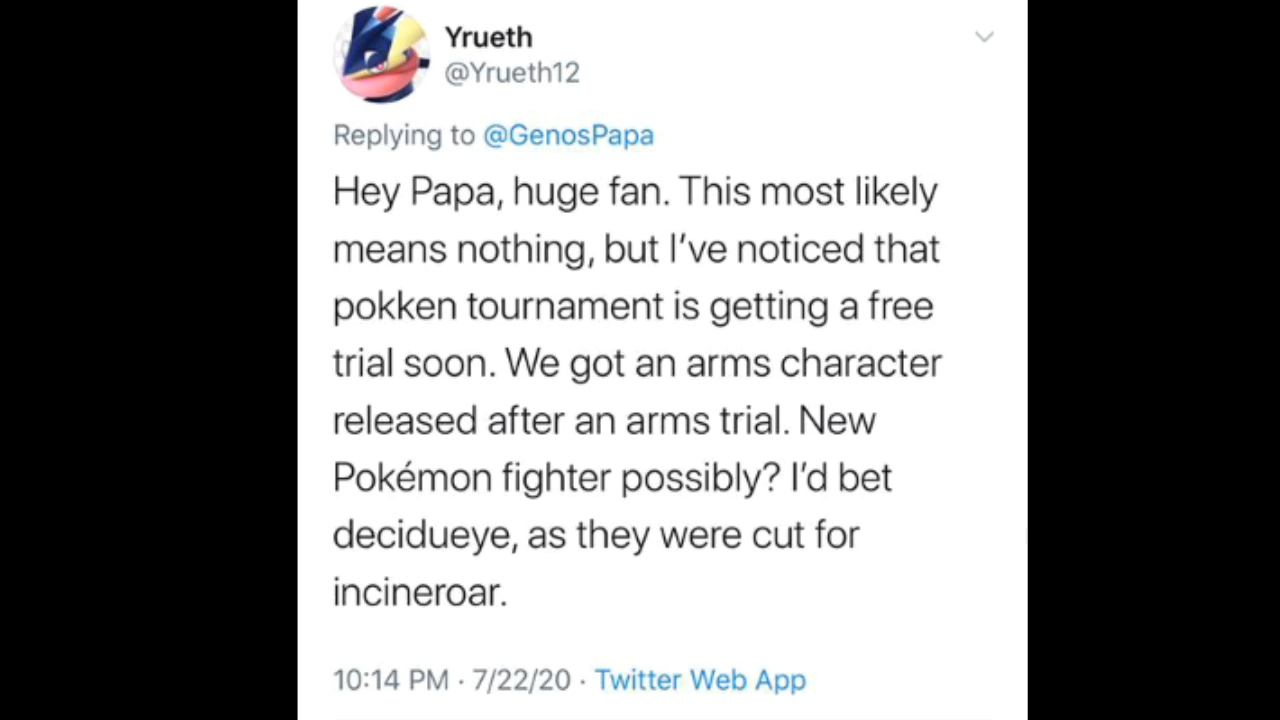 Yrueth
@Yrueth12
Replying to @GenosPapa
Hey Papa, huge fan. This most likely
means nothing, but I’ve noticed that
pokken tournament is getting a free
trial soon. We got an arms character
released after an arms trial. New
Pokémon fighter possibly? I’d bet
decidueye, as they were cut for
incineroar.
10:14 PM · 7/22/20 · Twitter Web App